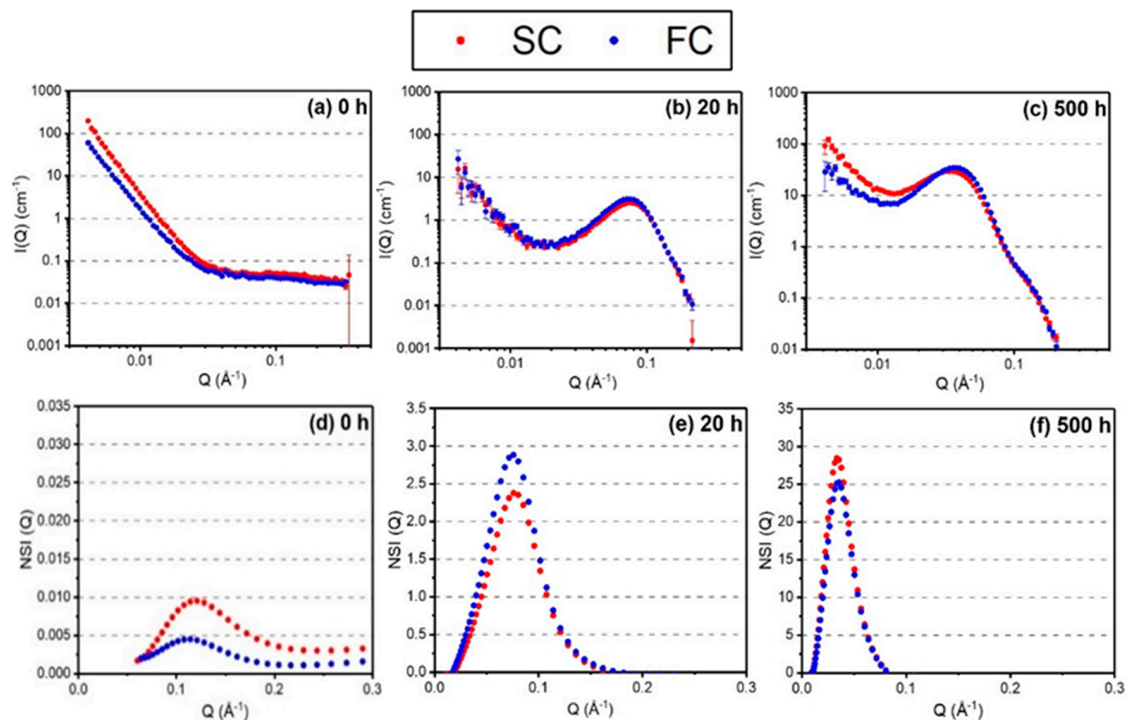 SC FC
(a) 0 h
1000
100
10
1
0.1
0.01
0.001
I(Q) (cm⁻¹)
0.01 0.1
Q (Å⁻¹)
(b) 20 h
1000
100
10
1
0.1
0.01
0.001
I(Q) (cm⁻¹)
0.01 0.1
Q (Å⁻¹)
(c) 500 h
1000
100
10
1
0.1
0.01
I(Q) (cm⁻¹)
0.01 0.1
Q (Å⁻¹)
(d) 0 h
0.035
0.030
0.025
0.020
0.015
0.010
0.005
0.000
NSI (Q)
0.0 0.1 0.2 0.3
Q (Å⁻¹)
(e) 20 h
3.5
3.0
2.5
2.0
1.5
1.0
0.5
0.0
NSI (Q)
0.0 0.1 0.2 0.3
Q (Å⁻¹)
(f) 500 h
35
30
25
20
15
10
5
0
NSI (Q)
0.0 0.1 0.2 0.3
Q (Å⁻¹)